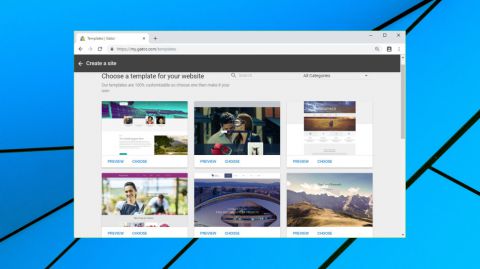 Templates | Gator
https://my.gator.com/templates
Create a site
Choose a template for your website
Search
All Categories
Our templates are 100% customizable so choose one then make it your
own.
PREVIEW CHOOSE
PREVIEW CHOOSE
PREVIEW CHOOSE
PREVIEW CHOOSE
PREVIEW CHOOSE
PREVIEW CHOOSE